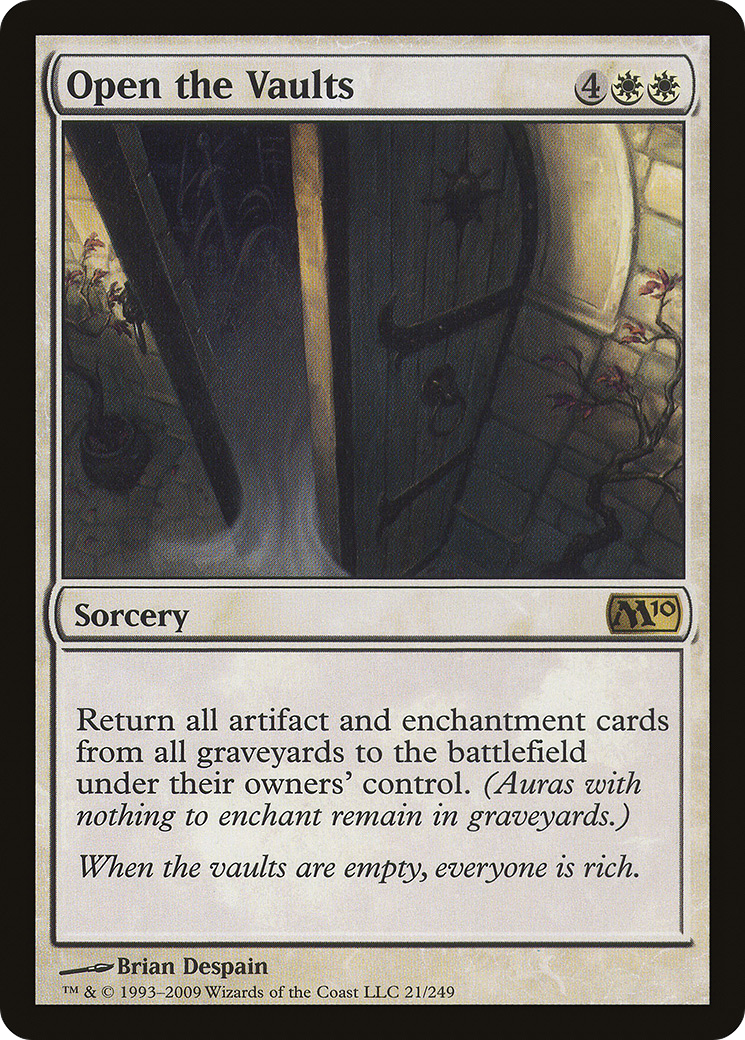 Open the Vaults 4
Sorcery M10
Return all artifact and enchantment cards
from all graveyards to the battlefield
under their owners' control. (Auras with
nothing to enchant remain in graveyards.)
When the vaults are empty, everyone is rich.
Brian Despain
™ & © 1993–2009 Wizards of the Coast LLC 21/249